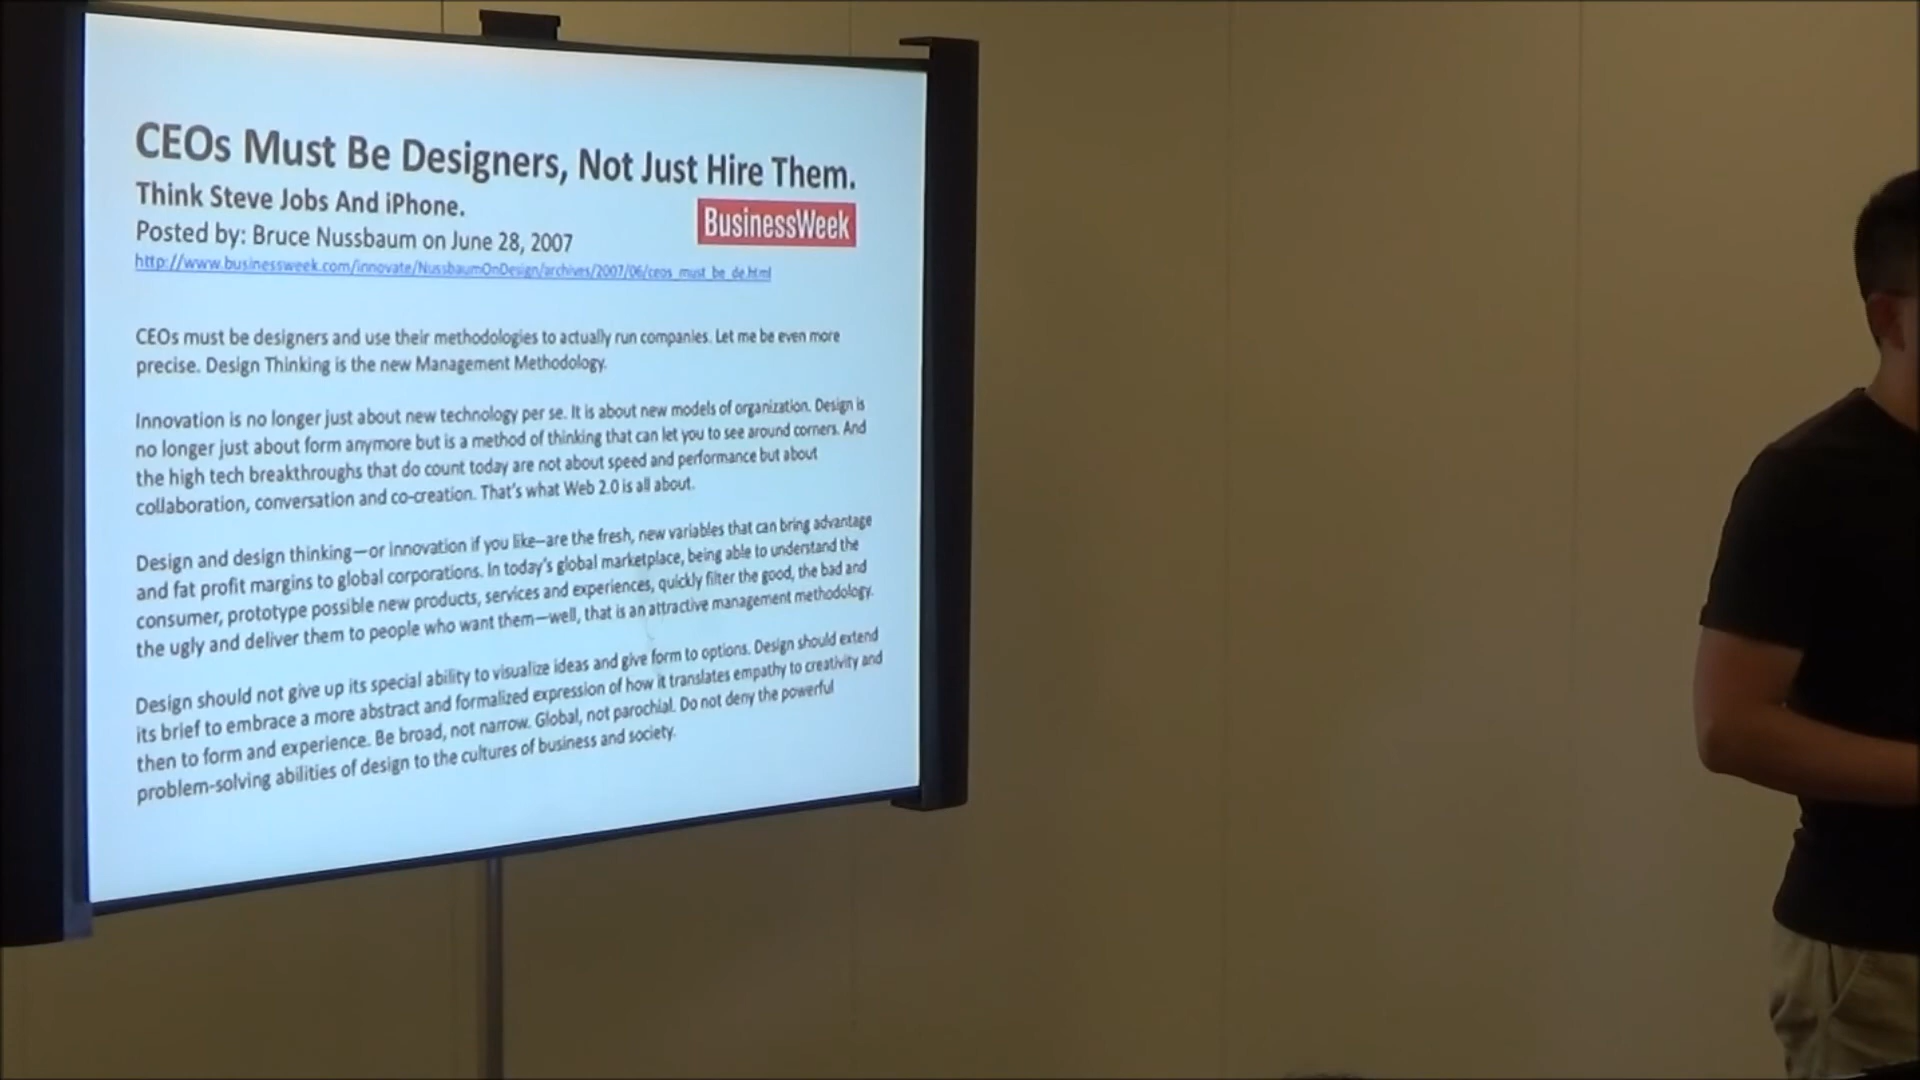 CEOs Must Be Designers, Not Just Hire Them.
Think Steve Jobs And iPhone.
BusinessWeek
Posted by: Bruce Nussbaum on June 28, 2007
http://www.businessweek.com/innovate/NussbaumOnDesign/archives/2007/06/ceos_must_be_de.html
CEOs must be designers and use their methodologies to actually run companies. Let me be even more
precise. Design Thinking is the new Management Methodology.
Innovation is no longer just about new technology per se. It is about new models of organization. Design is
no longer just about form anymore but is a method of thinking that can let you to see around corners. And
the high tech breakthroughs that do count today are not about speed and performance but about
collaboration, conversation and co-creation. That's what Web 2.0 is all about.
Design and design thinking—or innovation if you like—are the fresh, new variables that can bring advantage
and fat profit margins to global corporations. In today's global marketplace, being able to understand the
consumer, prototype possible new products, services and experiences, quickly filter the good, the bad and
the ugly and deliver them to people who want them—well, that is an attractive management methodology.
Design should not give up its special ability to visualize ideas and give form to options. Design should extend
its brief to embrace a more abstract and formalized expression of how it translates empathy to creativity and
then to form and experience. Be broad, not narrow. Global, not parochial. Do not deny the powerful
problem-solving abilities of design to the cultures of business and society.